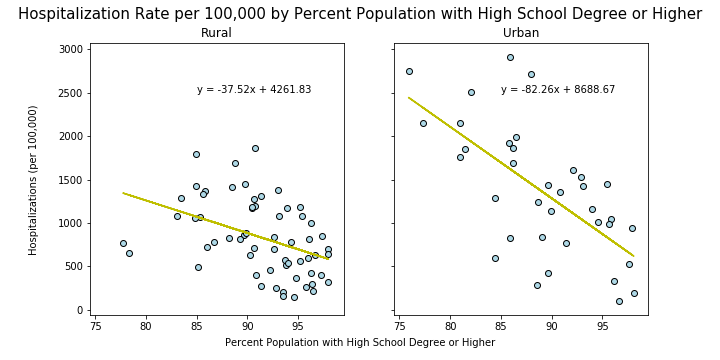 Hospitalization Rate per 100,000 by Percent Population with High School Degree or Higher
Rural
Urban
3000
2500
2000
1500
1000
500
0
Hospitalizations (per 100,000)
y = -37.52x + 4261.83
y = -82.26x + 8688.67
75 80 85 90 95
75 80 85 90 95
Percent Population with High School Degree or Higher